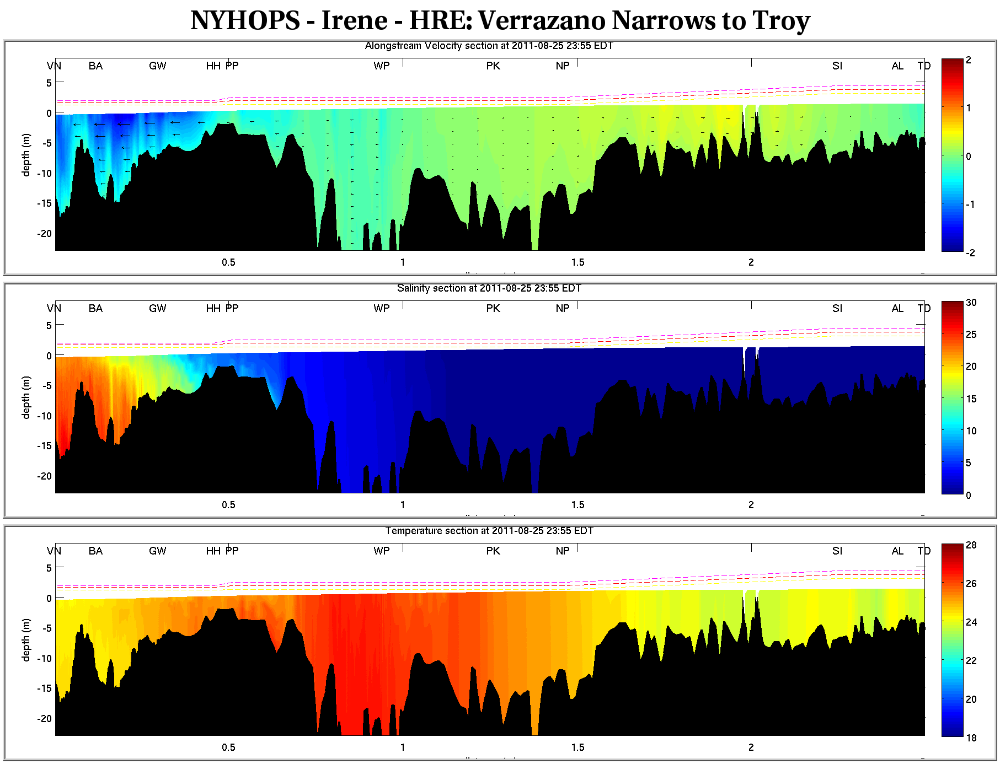 NYHOPS - Irene - HRE: Verrazano Narrows to Troy
Alongstream Velocity section at 2011-08-25 23:55 EDT
VN BA GW HH PP WP PK NP SI AL TD
5
0
-5
-10
-15
-20
depth (m)
0.5 1 1.5 2
2
1
0
-1
-2
Salinity section at 2011-08-25 23:55 EDT
VN BA GW HH PP WP PK NP SI AL TD
5
0
-5
-10
-15
-20
depth (m)
0.5 1 1.5 2
30
25
20
15
10
5
0
Temperature section at 2011-08-25 23:55 EDT
VN BA GW HH PP WP PK NP SI AL TD
5
0
-5
-10
-15
-20
depth (m)
0.5 1 1.5 2
28
26
24
22
20
18